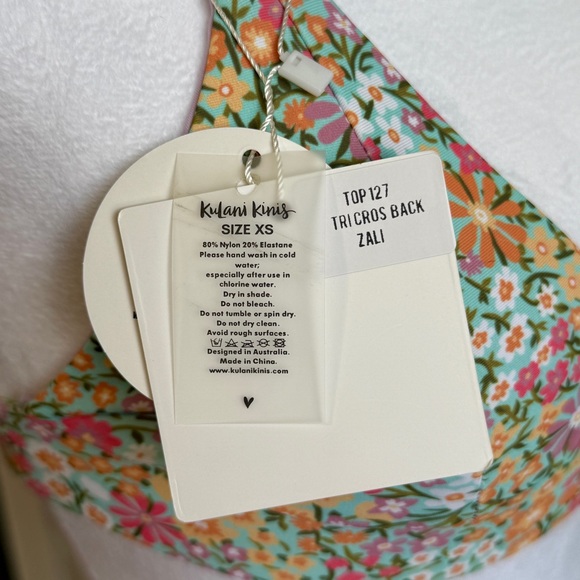 Kulani Kinis
SIZE XS
80% Nylon 20% Elastane
Please hand wash in cold
water;
especially after use in
chlorine water.
Dry in shade.
Do not bleach.
Do not tumble or spin dry.
Do not dry clean.
Avoid rough surfaces.
Designed in Australia.
Made in China.
www.kulanikinis.com
TOP127
TRI CROS BACK
ZALI